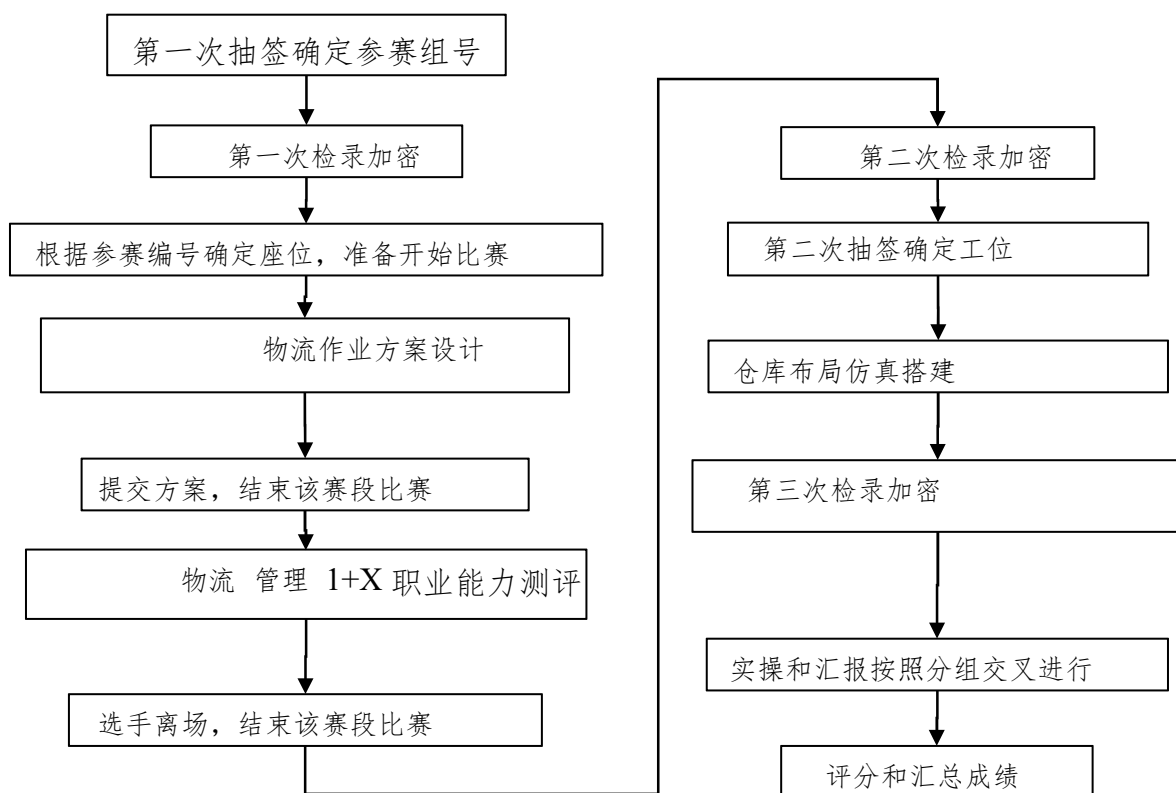 第一次抽签确定参赛组号
第一次检录加密
根据参赛编号确定座位，准备开始比赛
物流作业方案设计
提交方案，结束该赛段比赛
物流 管理 1+X 职业能力测评
选手离场，结束该赛段比赛
第二次检录加密
第二次抽签确定工位
仓库布局仿真搭建
第三次检录加密
实操和汇报按照分组交叉进行
评分和汇总成绩